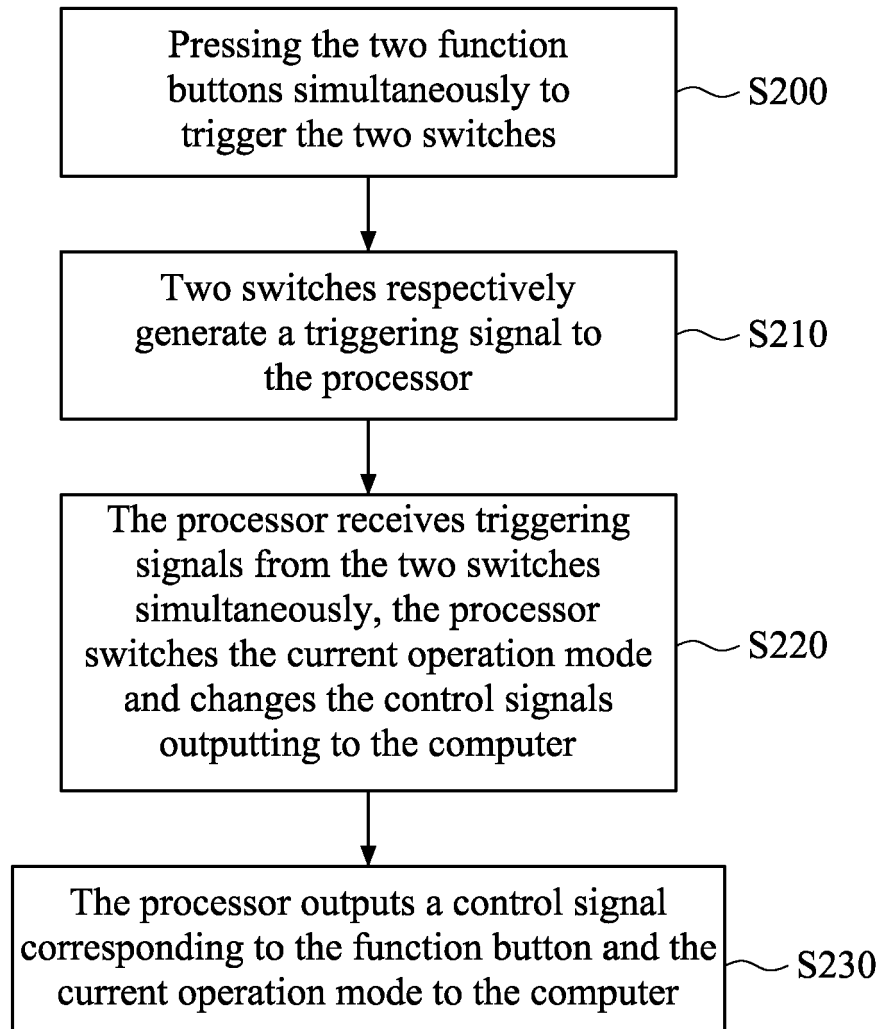 Pressing the two function
buttons simultaneously to
trigger the two switches
S200
Two switches respectively
generate a triggering signal to
the processor
S210
The processor receives triggering
signals from the two switches
simultaneously, the processor
switches the current operation mode
and changes the control signals
outputting to the computer
S220
The processor outputs a control signal
corresponding to the function button and the
current operation mode to the computer
S230